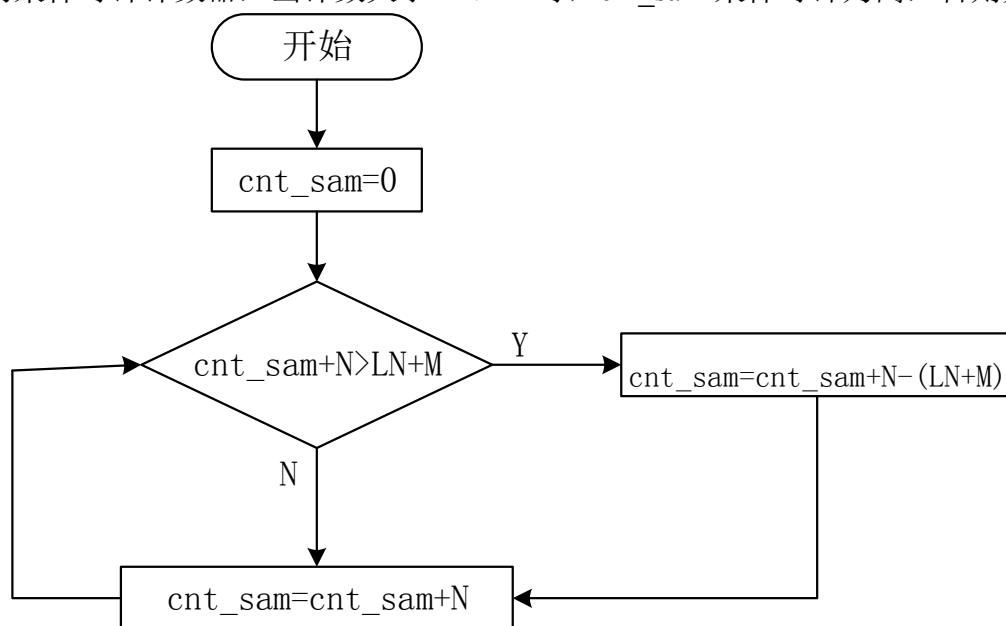 开始
cnt_sam=0
cnt_sam+N>LN+M
Y
cnt_sam=cnt_sam+N-(LN+M)
N
cnt_sam=cnt_sam+N